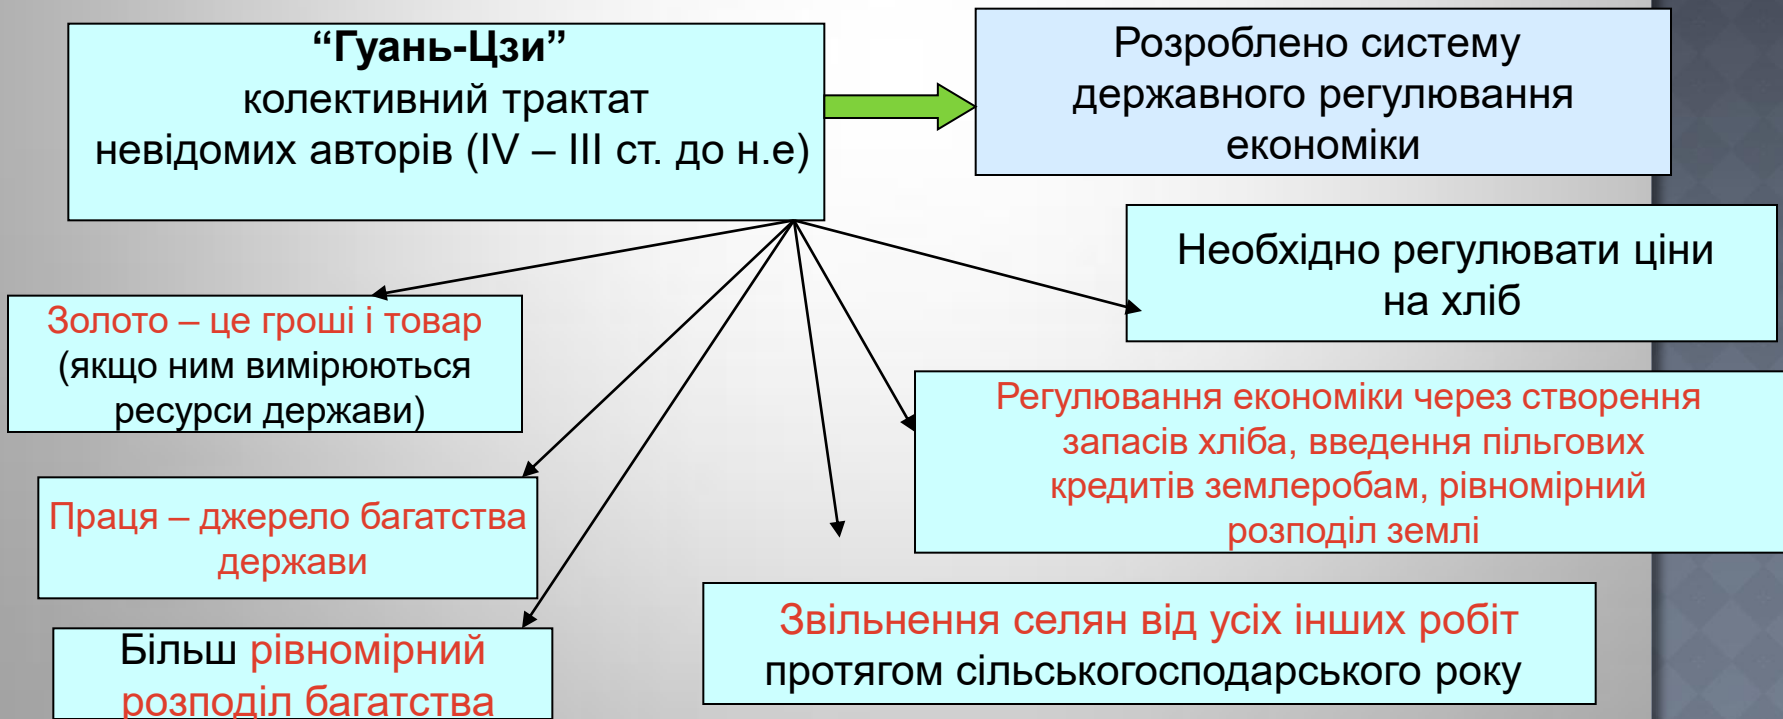 “Гуань-Цзи”
колективний трактат
невідомих авторів (IV – III ст. до н.е)
Розроблено систему
державного регулювання
економіки
Необхідно регулювати ціни
на хліб
Золото – це гроші і товар
(якщо ним вимірюються
ресурси держави)
Регулювання економіки через створення
запасів хліба, введення пільгових
кредитів землеробам, рівномірний
розподіл землі
Праця – джерело багатства
держави
Звільнення селян від усіх інших робіт
протягом сільськогосподарського року
Більш рівномірний
розподіл багатства